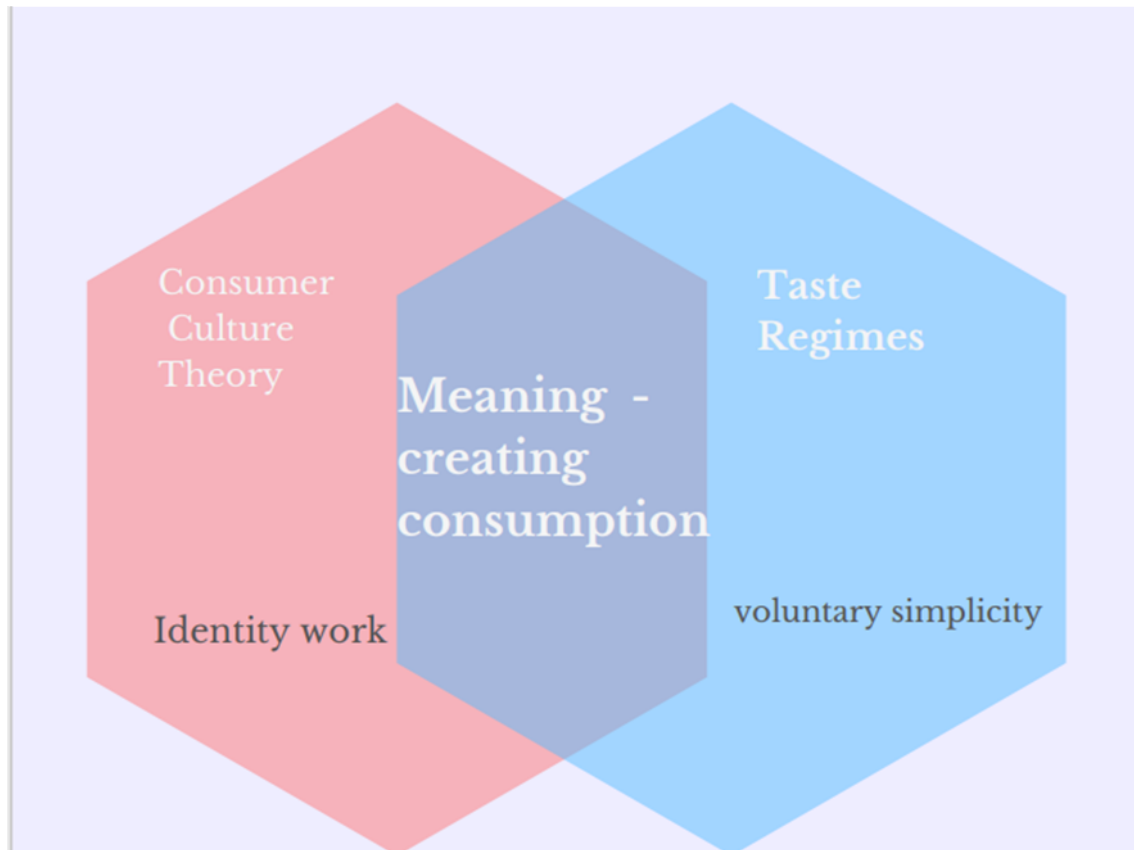 Consumer
Culture
Theory
Identity work
Meaning -
creating
consumption
Taste
Regimes
voluntary simplicity